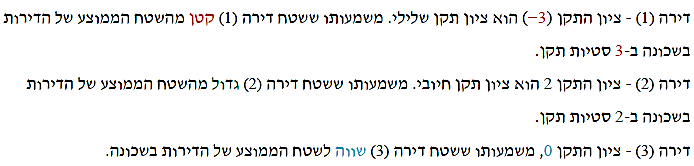 דירה (1) - ציון התקן (−3) הוא ציון תקן שלילי. משמעותו ששטח דירה (1) קטן מהשטח הממוצע של הדירות
בשכונה ב-3 סטיות תקן.
דירה (2) - ציון התקן 2 הוא ציון תקן חיובי. משמעותו ששטח דירה (2) גדול מהשטח הממוצע של הדירות
בשכונה ב-2 סטיות תקן.
דירה (3) - ציון התקן 0, משמעותו ששטח דירה (3) שווה לשטח הממוצע של הדירות בשכונה.